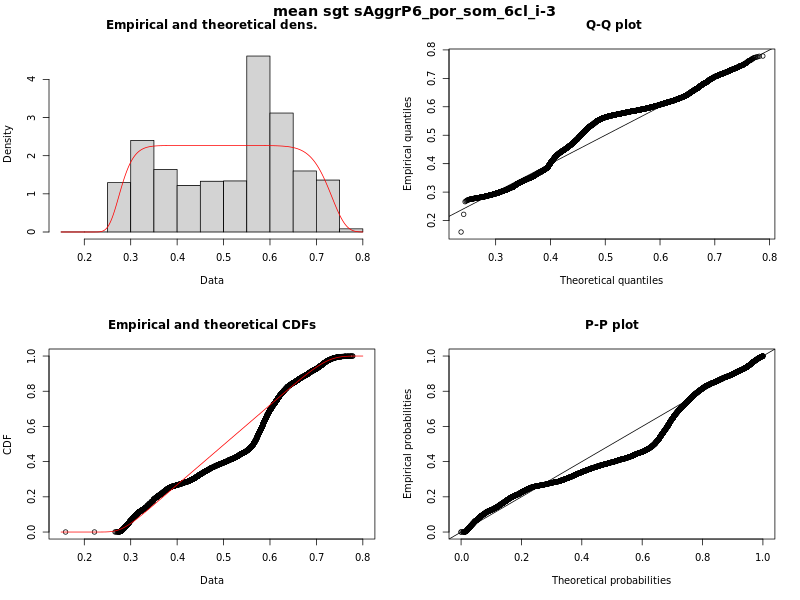 mean sgt sAggrP6_por_som_6cl_i-3
Empirical and theoretical dens.
Density
0 1 2 3 4
0.2 0.3 0.4 0.5 0.6 0.7 0.8
Data
Q-Q plot
Empirical quantiles
0.2 0.3 0.4 0.5 0.6 0.7 0.8
0.3 0.4 0.5 0.6 0.7 0.8
Theoretical quantiles
Empirical and theoretical CDFs
CDF
0.0 0.2 0.4 0.6 0.8 1.0
0.2 0.3 0.4 0.5 0.6 0.7 0.8
Data
P-P plot
Empirical probabilities
0.0 0.2 0.4 0.6 0.8 1.0
0.0 0.2 0.4 0.6 0.8 1.0
Theoretical probabilities